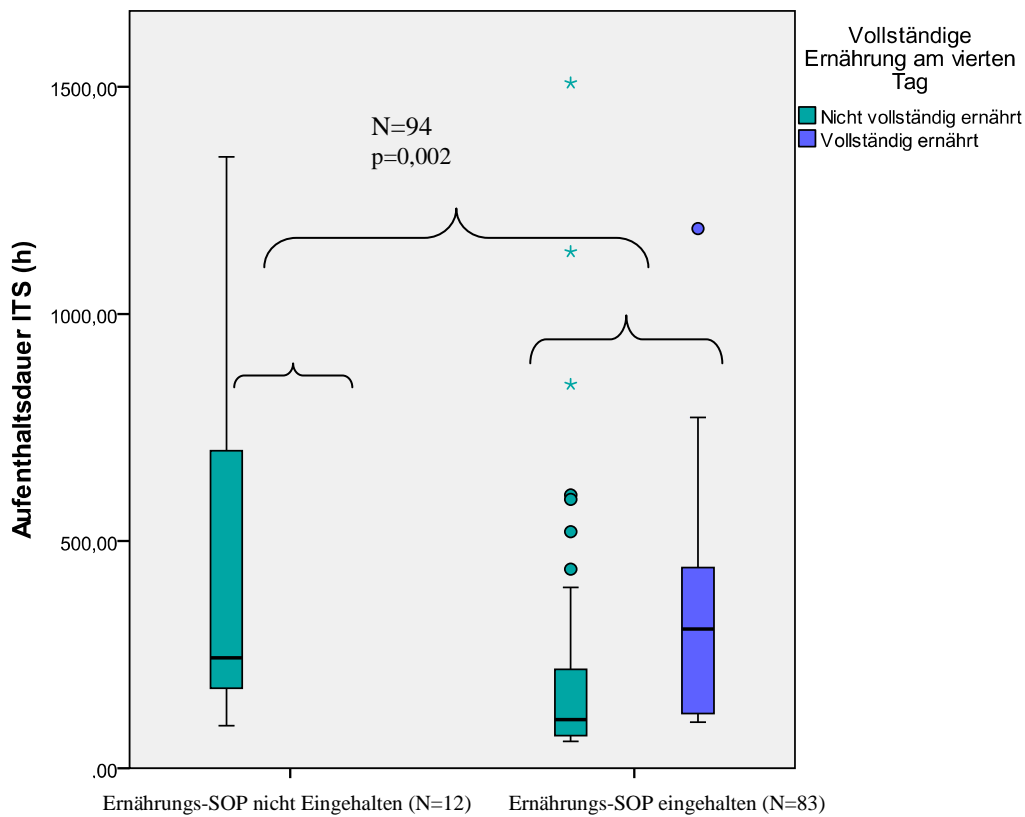 Vollständige
Ernährung am vierten
Tag
Nicht vollständig ernährt
Vollständig ernährt
N=94
p=0,002
Aufenthaltsdauer ITS (h)
1500,00
1000,00
500,00
,00
Ernährungs-SOP nicht Eingehalten (N=12)
Ernährungs-SOP eingehalten (N=83)